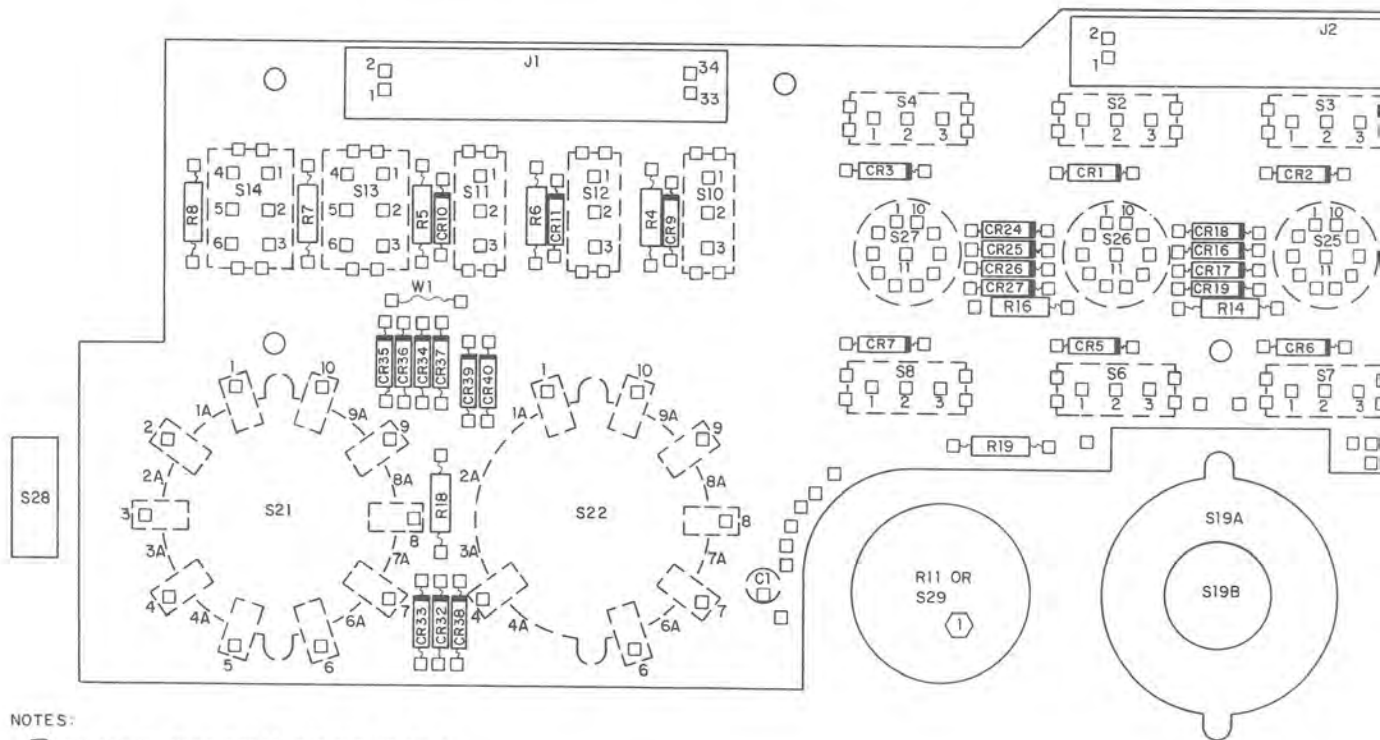 J1
J2
2
1
34
33
2
1
S4
1 2 3
S2
1 2 3
S3
1 2 3
CR3
CR1
CR2
R8
4 1
S14
5 2
6 3
R7
4 1
S13
5 2
6 3
R5
CR10
1
S11
2
3
R6
CR11
1
S12
2
3
R4
CR9
1
S10
2
3
1 10
S27
11
CR24
CR25
CR26
CR27
R16
1 10
S26
11
CR18
CR16
CR17
CR19
R14
1 10
S25
11
W1
CR35
CR36
CR34
CR37
CR39
CR40
CR7
CR5
CR6
S8
1 2 3
S6
1 2 3
S7
1 2 3
R19
S28
1
10
1A
9A
2
9
2A
8A
3
S21
8
3A
7A
4
7
4A
6A
5
6
R18
CR33
CR32
CR38
1
10
1A
9A
9
2A
8A
S22
8
3A
7A
4
7
4A
6A
6
C1
R11 OR
S29
1
S19A
S19B
NOTES: